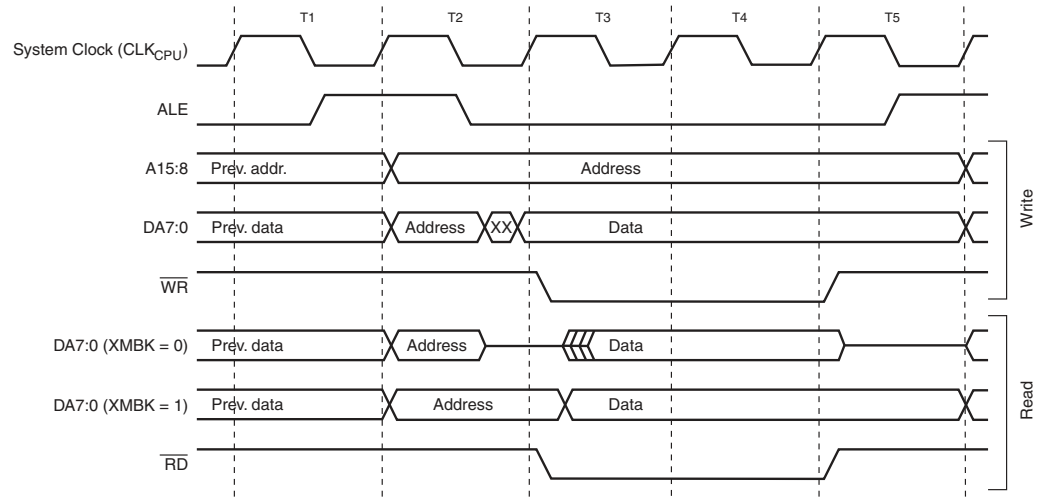 T1 T2 T3 T4 T5
System Clock (CLKCPU)
ALE
A15:8 Prev. addr. Address
DA7:0 Prev. data Address XX Data
WR
Write
DA7:0 (XMBK = 0) Prev. data Address Data
DA7:0 (XMBK = 1) Prev. data Address Data
RD
Read